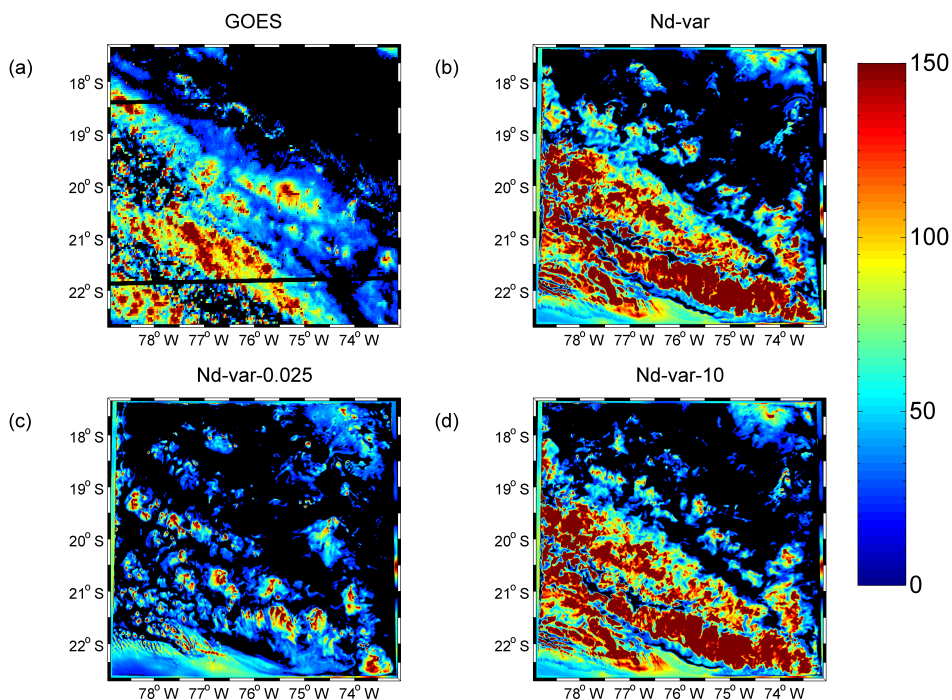 GOES
Nd-var
(a)
(b)
18° S
19° S
20° S
21° S
22° S
78° W
77° W
76° W
75° W
74° W
18° S
19° S
20° S
21° S
22° S
78° W
77° W
76° W
75° W
74° W
150
100
50
0
Nd-var-0.025
Nd-var-10
(c)
(d)
18° S
19° S
20° S
21° S
22° S
78° W
77° W
76° W
75° W
74° W
18° S
19° S
20° S
21° S
22° S
78° W
77° W
76° W
75° W
74° W